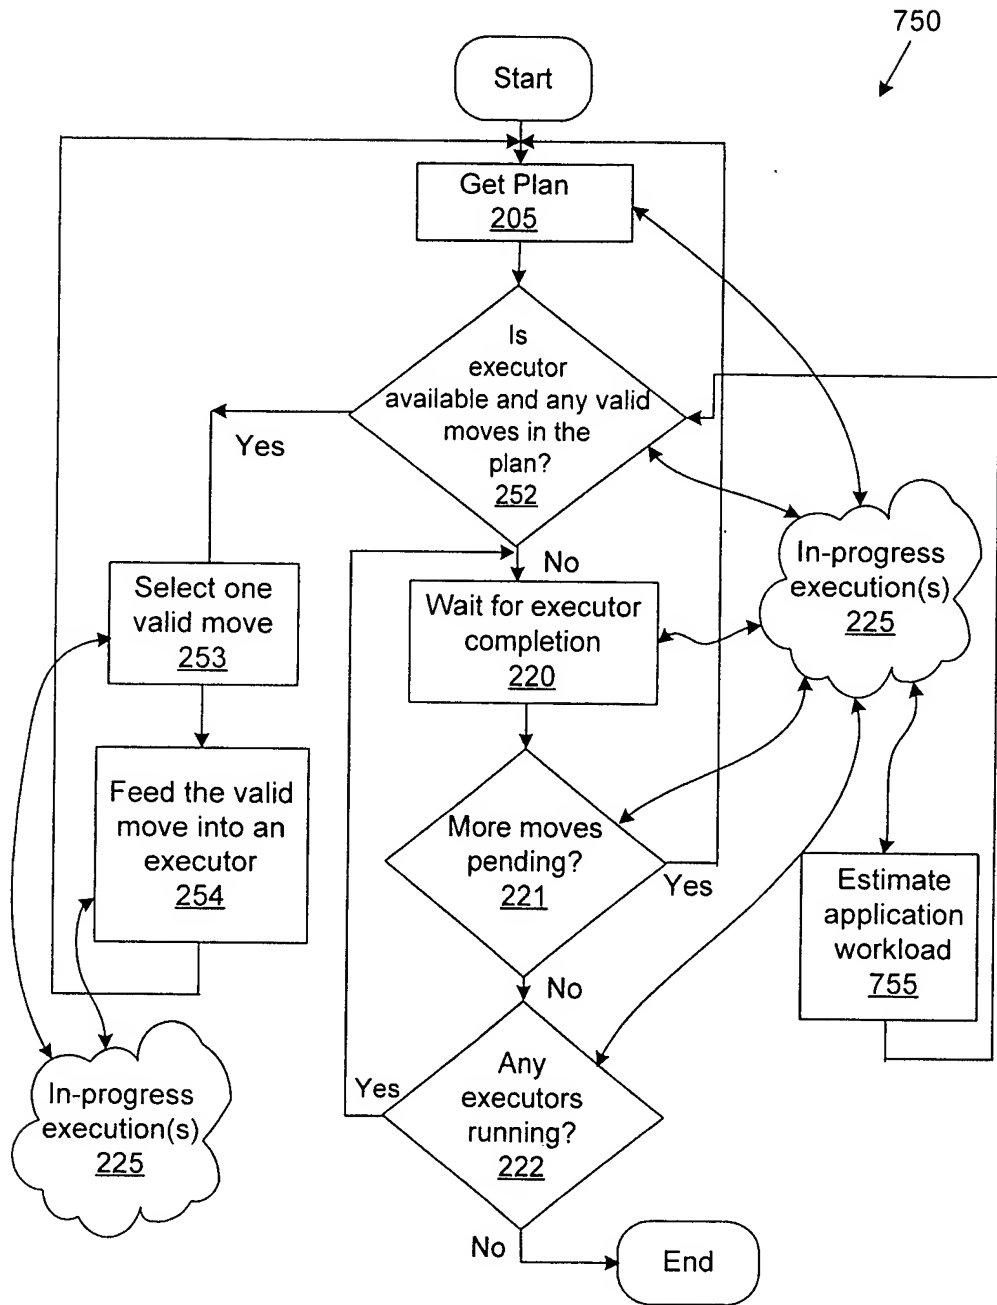 750
Start
Get Plan
205
Is
executor
available and any valid
moves in the
plan?
252
Yes
No
Select one
valid move
253
Wait for executor
completion
220
In-progress
execution(s)
225
Feed the valid
move into an
executor
254
More moves
pending?
221
Yes
No
Estimate
application
workload
755
In-progress
execution(s)
225
Any
executors
running?
222
Yes
No
End